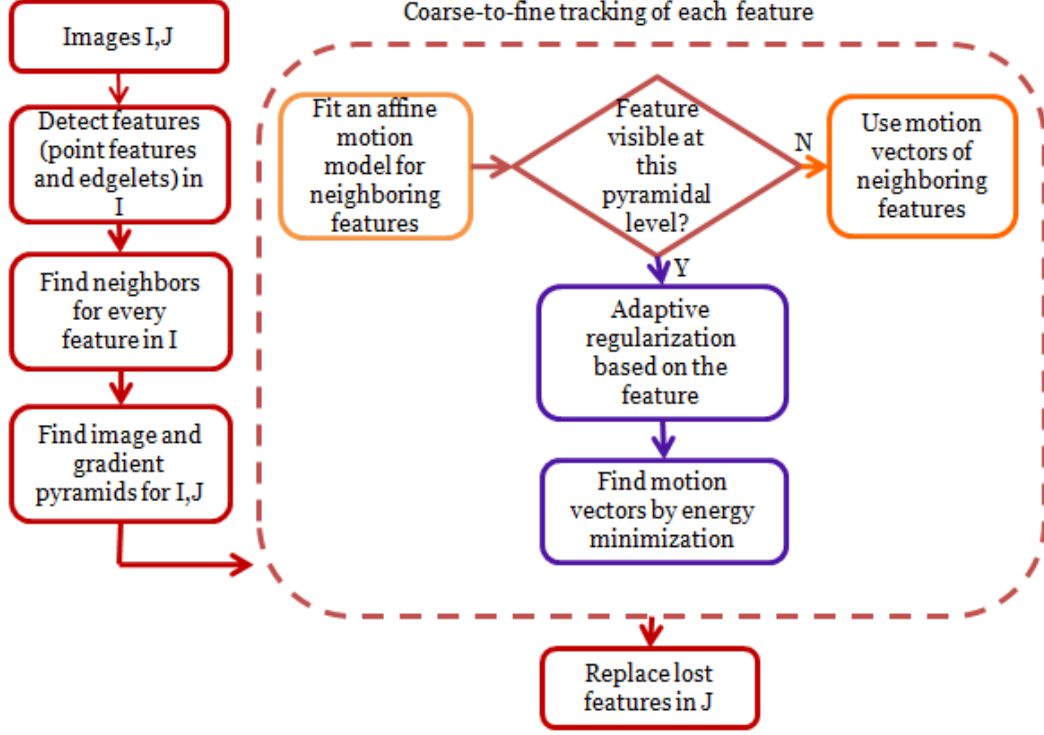 Coarse-to-fine tracking of each feature
Images I,J
Detect features
(point features
and edgelets) in
I
Find neighbors
for every
feature in I
Find image and
gradient
pyramids for I,J
Fit an affine
motion
model for
neighboring
features
Feature
visible at
this
pyramidal
level?
N
Use motion
vectors of
neighboring
features
Y
Adaptive
regularization
based on the
feature
Find motion
vectors by energy
minimization
Replace lost
features in J